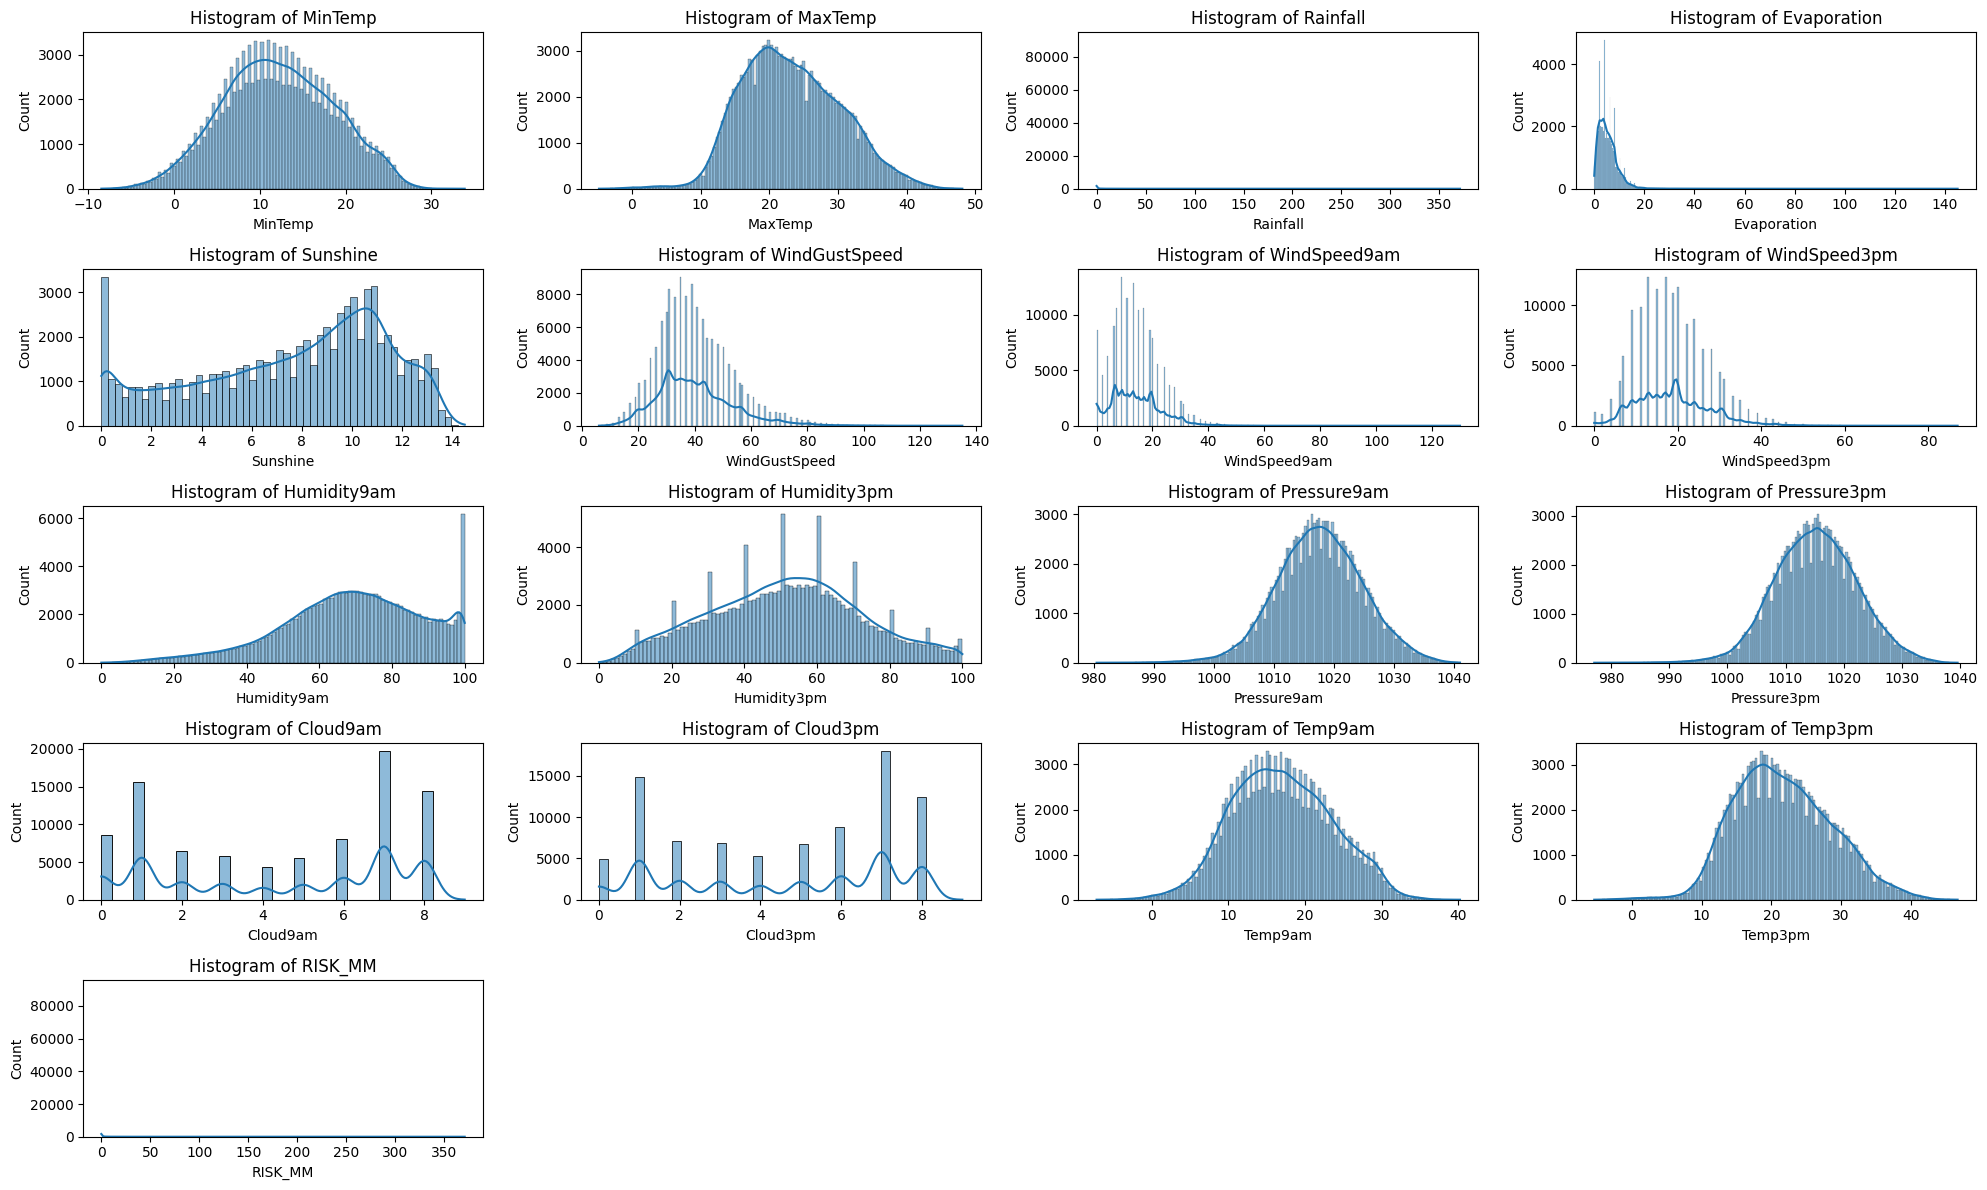 Histogram of MinTemp
Count
3000
2000
1000
0
−10 0 10 20 30
MinTemp
Histogram of MaxTemp
Count
3000
2000
1000
0
0 10 20 30 40 50
MaxTemp
Histogram of Rainfall
Count
80000
60000
40000
20000
0
0 50 100 150 200 250 300 350
Rainfall
Histogram of Evaporation
Count
4000
2000
0
0 20 40 60 80 100 120 140
Evaporation
Histogram of Sunshine
Count
3000
2000
1000
0
0 2 4 6 8 10 12 14
Sunshine
Histogram of WindGustSpeed
Count
8000
6000
4000
2000
0
0 20 40 60 80 100 120 140
WindGustSpeed
Histogram of WindSpeed9am
Count
10000
5000
0
0 20 40 60 80 100 120
WindSpeed9am
Histogram of WindSpeed3pm
Count
10000
5000
0
0 20 40 60 80
WindSpeed3pm
Histogram of Humidity9am
Count
6000
4000
2000
0
0 20 40 60 80 100
Humidity9am
Histogram of Humidity3pm
Count
4000
2000
0
0 20 40 60 80 100
Humidity3pm
Histogram of Pressure9am
Count
3000
2000
1000
0
980 990 1000 1010 1020 1030 1040
Pressure9am
Histogram of Pressure3pm
Count
3000
2000
1000
0
980 990 1000 1010 1020 1030 1040
Pressure3pm
Histogram of Cloud9am
Count
20000
15000
10000
5000
0
0 2 4 6 8
Cloud9am
Histogram of Cloud3pm
Count
15000
10000
5000
0
0 2 4 6 8
Cloud3pm
Histogram of Temp9am
Count
3000
2000
1000
0
0 10 20 30 40
Temp9am
Histogram of Temp3pm
Count
3000
2000
1000
0
0 10 20 30 40
Temp3pm
Histogram of RISK_MM
Count
80000
60000
40000
20000
0
0 50 100 150 200 250 300 350
RISK_MM